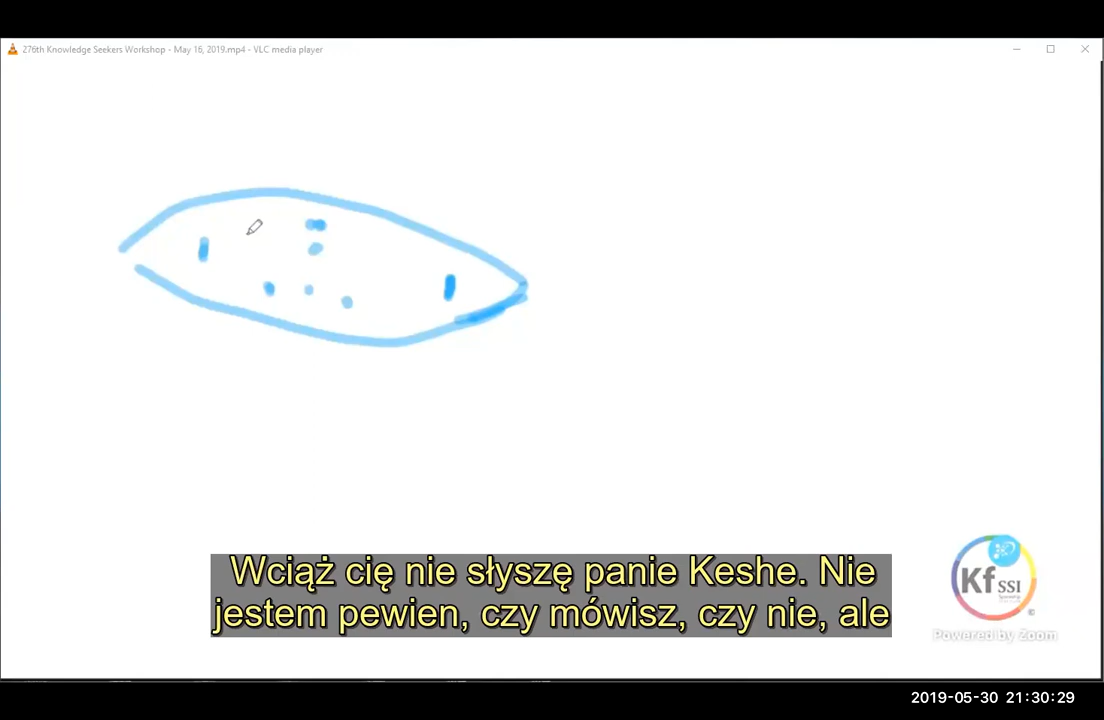 276th Knowledge Seekers Workshop - May 16, 2019.mp4 - VLC media player
Wciąż cię nie słyszę panie Keshe. Nie
jestem pewien, czy mówisz, czy nie, ale
Kf SSI
©
Powered by Zoom
2019-05-30 21:30:29